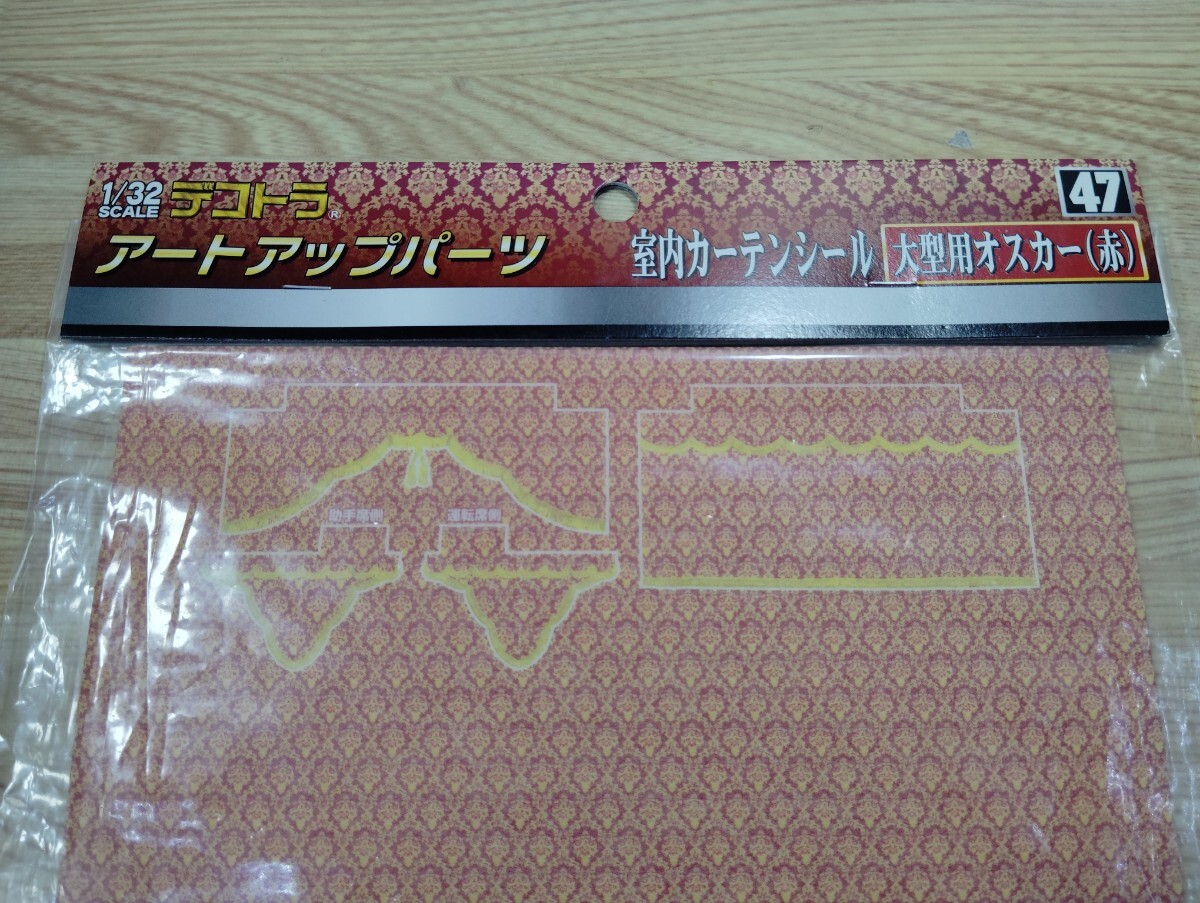 1/32 SCALE デコトラ®
47
アートアップパーツ
室内カーテンシール 大型用オスカー(赤)
助手席側 運転席側